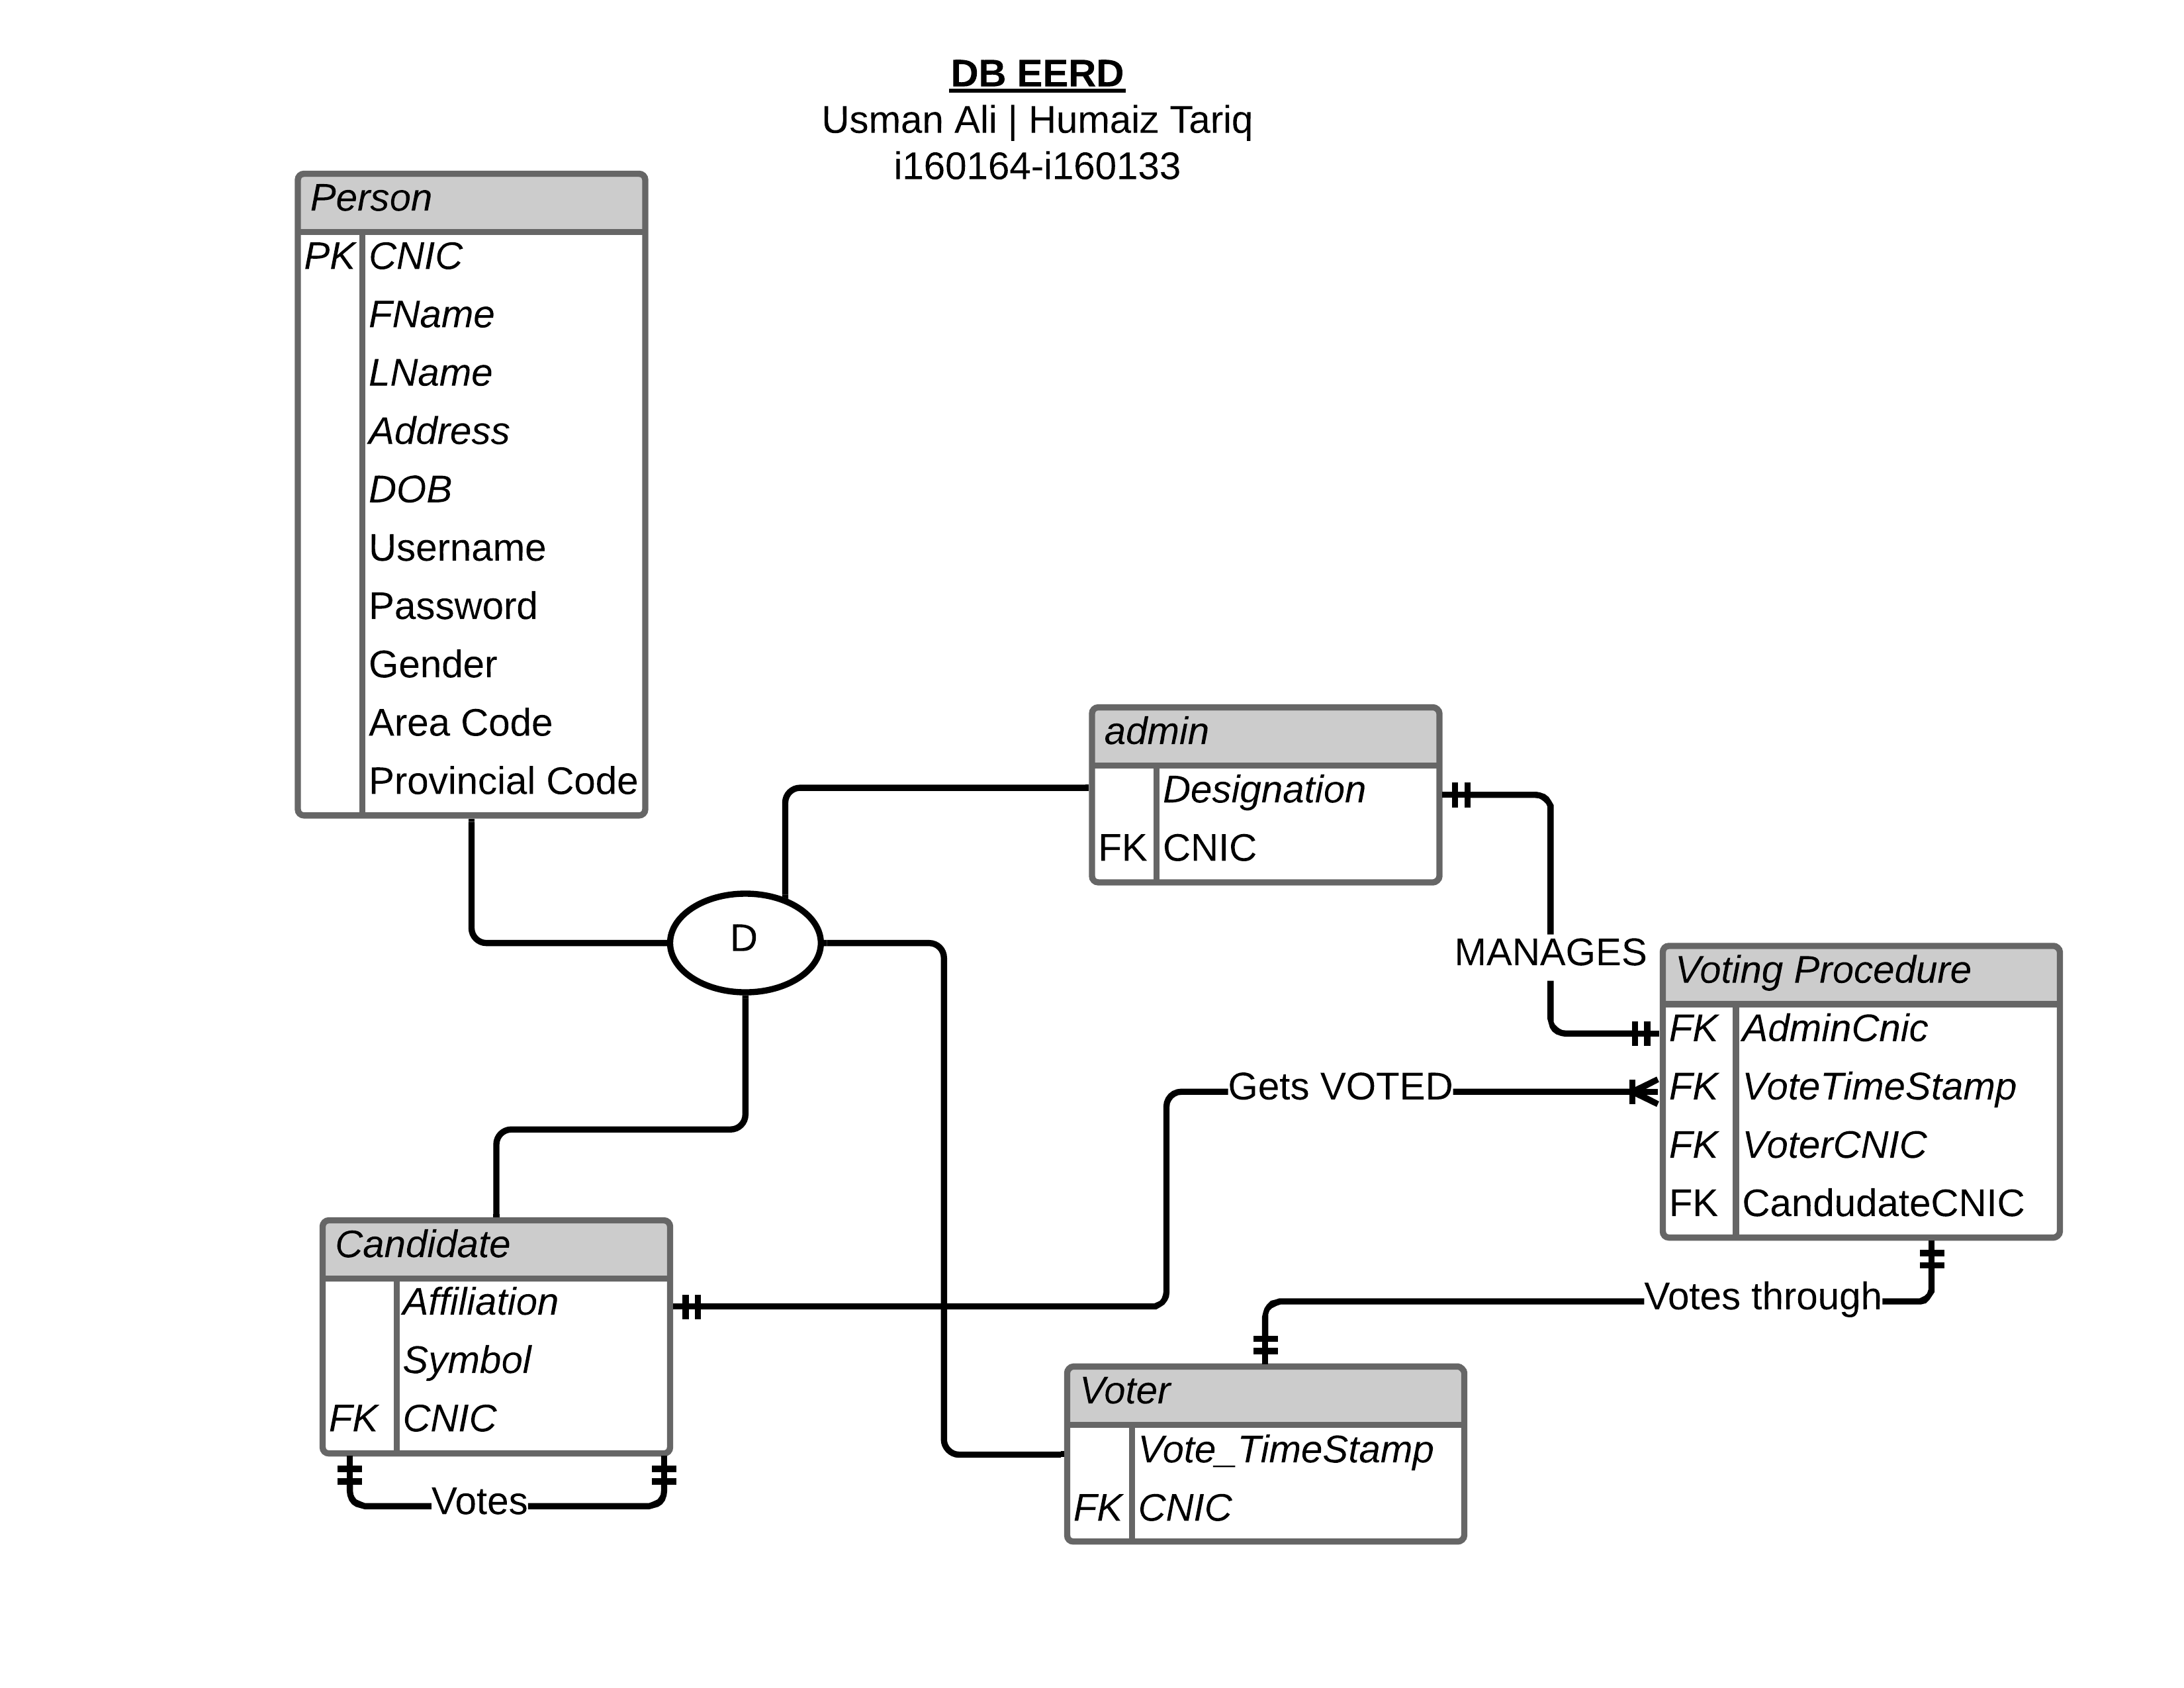 DB EERD
Usman Ali | Humaiz Tariq
i160164-i160133
Person
PK CNIC
FName
LName
Address
DOB
Username
Password
Gender
Area Code
Provincial Code
admin
Designation
FK CNIC
D
MANAGES
Voting Procedure
FK AdminCnic
FK VoteTimeStamp
FK VoterCNIC
FK CandudateCNIC
Gets VOTED
Candidate
Affiliation
Symbol
FK CNIC
Votes
Votes through
Voter
Vote_TimeStamp
FK CNIC